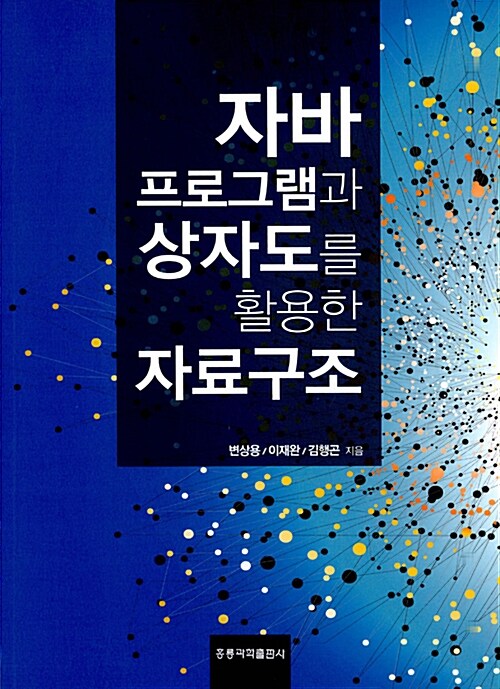 자바
프로그램과
상자도를
활용한
자료구조
변상용/이재완/김행곤 지음
홍릉과학출판사